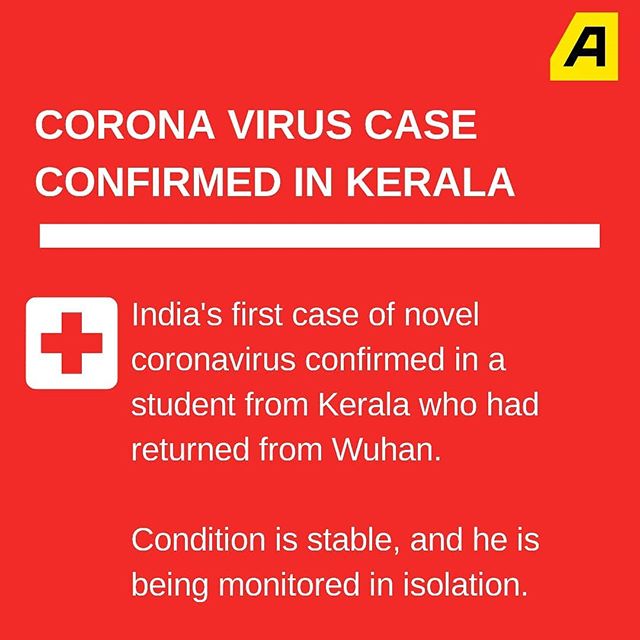 A
CORONA VIRUS CASE
CONFIRMED IN KERALA
India's first case of novel
coronavirus confirmed in a
student from Kerala who had
returned from Wuhan.
Condition is stable, and he is
being monitored in isolation.